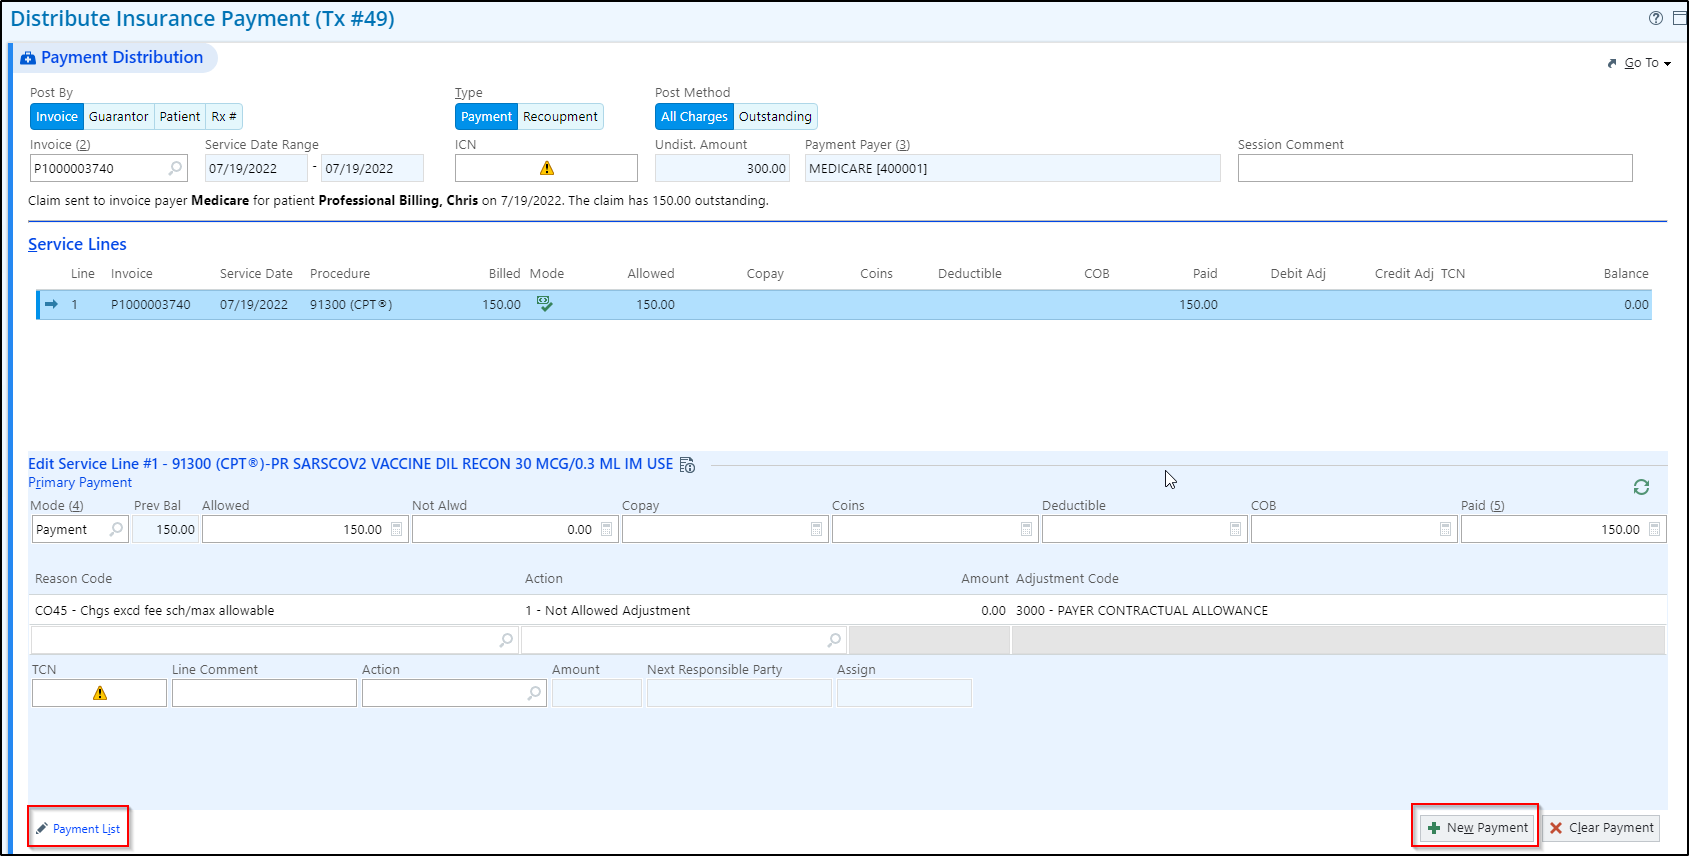 Distribute Insurance Payment (Tx #49)
Payment Distribution
Go To
Post By Type Post Method
Invoice Guarantor Patient Rx # Payment Recoupment All Charges Outstanding
Invoice (2) Service Date Range ICN Undist. Amount Payment Payer (3) Session Comment
P1000003740 07/19/2022 - 07/19/2022 300.00 MEDICARE [400001]
Claim sent to invoice payer Medicare for patient Professional Billing, Chris on 7/19/2022. The claim has 150.00 outstanding.
Service Lines
Line Invoice Service Date Procedure Billed Mode Allowed Copay Coins Deductible COB Paid Debit Adj Credit Adj TCN Balance
1 P1000003740 07/19/2022 91300 (CPT®) 150.00 150.00 150.00 0.00
Edit Service Line #1 - 91300 (CPT®)-PR SARSCOV2 VACCINE DIL RECON 30 MCG/0.3 ML IM USE
Primary Payment
Mode (4) Prev Bal Allowed Not Alwd Copay Coins Deductible COB Paid (5)
Payment 150.00 150.00 0.00 150.00
Reason Code Action Amount Adjustment Code
CO45 - Chgs excd fee sch/max allowable 1 - Not Allowed Adjustment 0.00 3000 - PAYER CONTRACTUAL ALLOWANCE
TCN Line Comment Action Amount Next Responsible Party Assign
Payment List New Payment Clear Payment